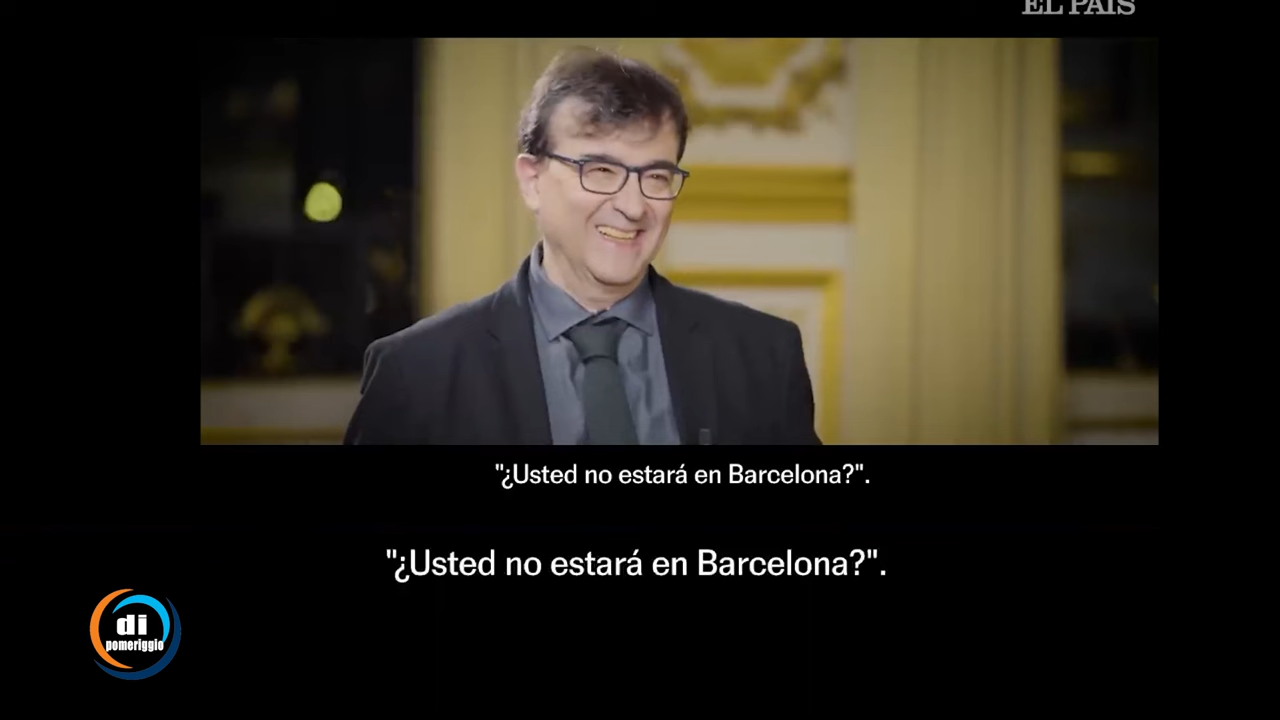 EL PAÍS
"¿Usted no estará en Barcelona?".
"¿Usted no estará en Barcelona?".
di
pomeriggio